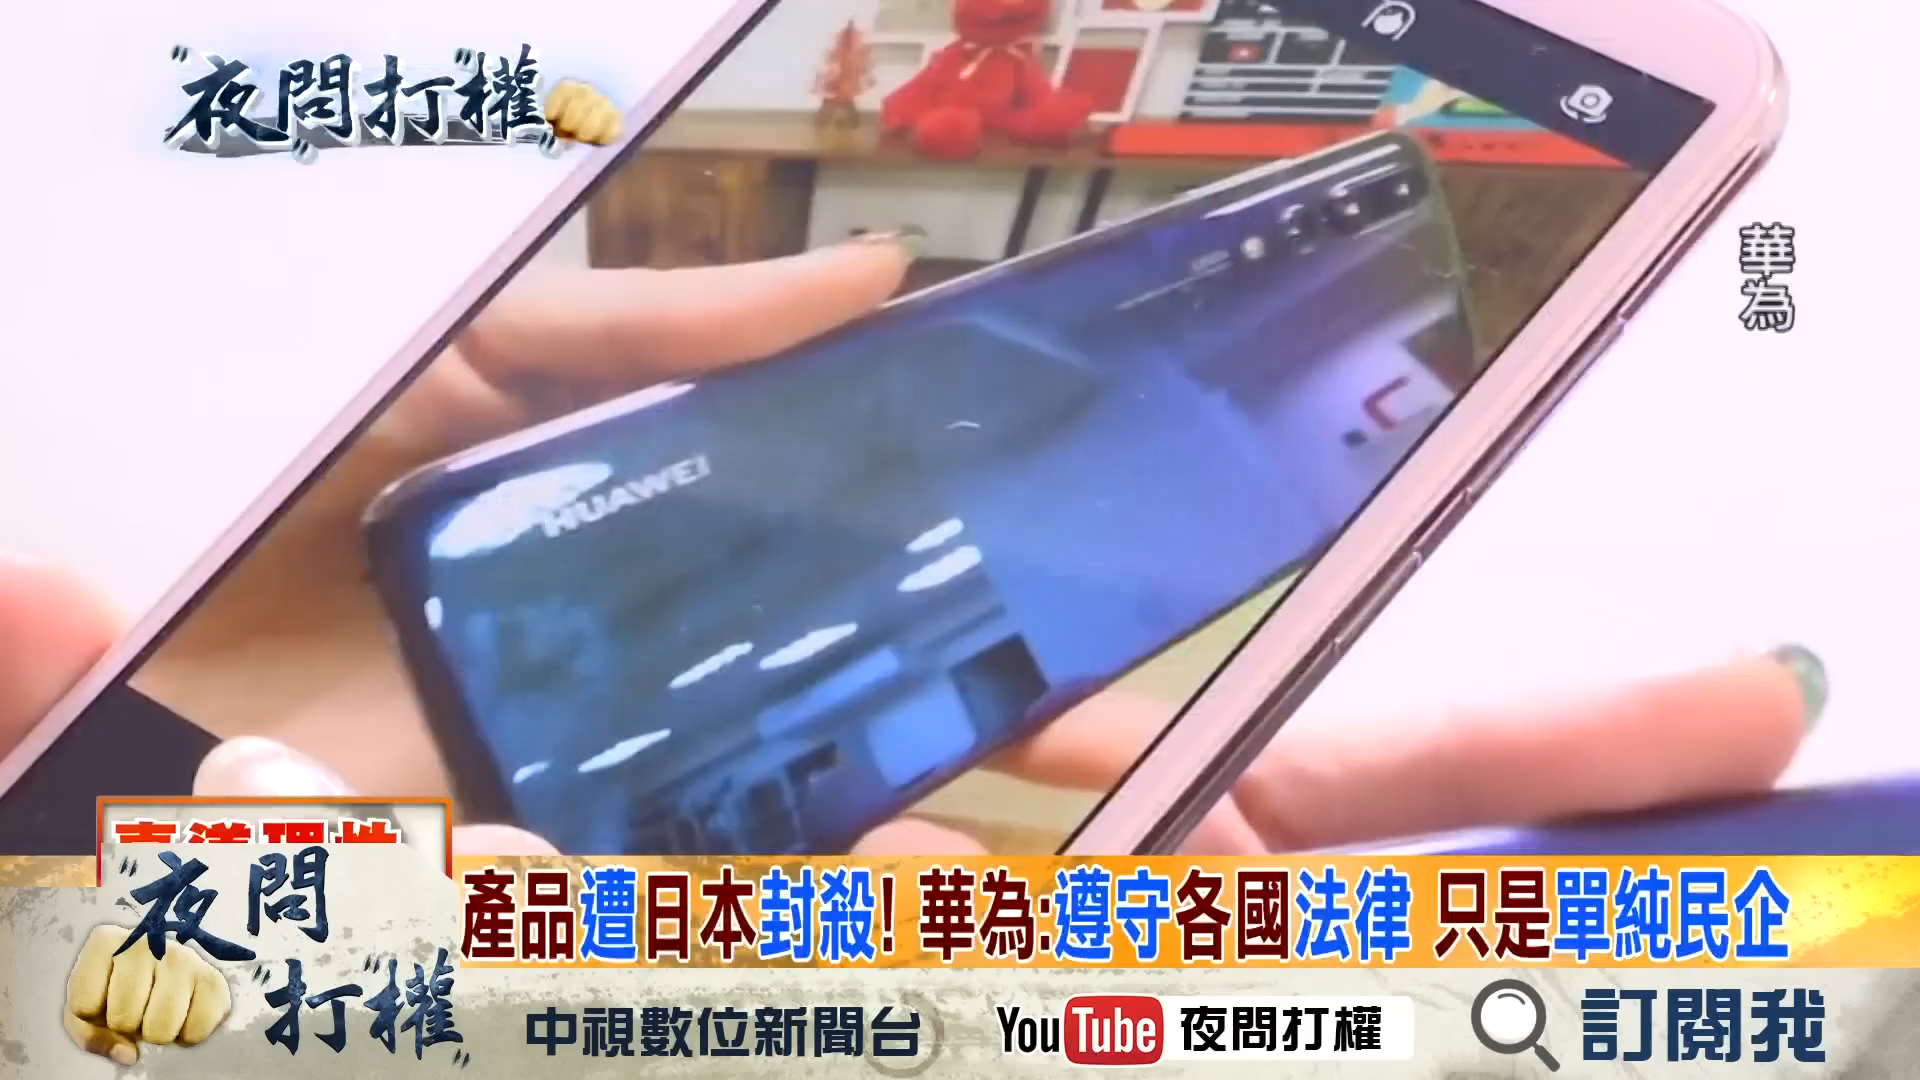 "夜問打"權"
華為
HUAWEI
"夜問
"打"權"
產品遭日本封殺! 華為:遵守各國法律 只是單純民企
中視數位新聞台
YouTube 夜問打權
訂閱我